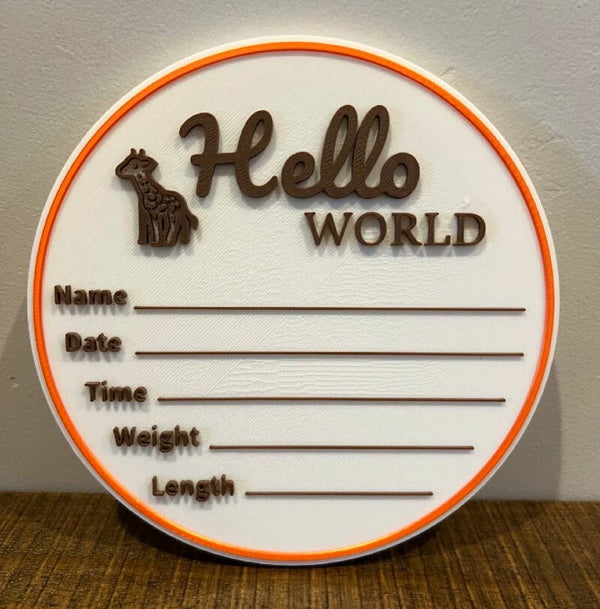 Hello
WORLD
Name
Date
Time
Weight
Length